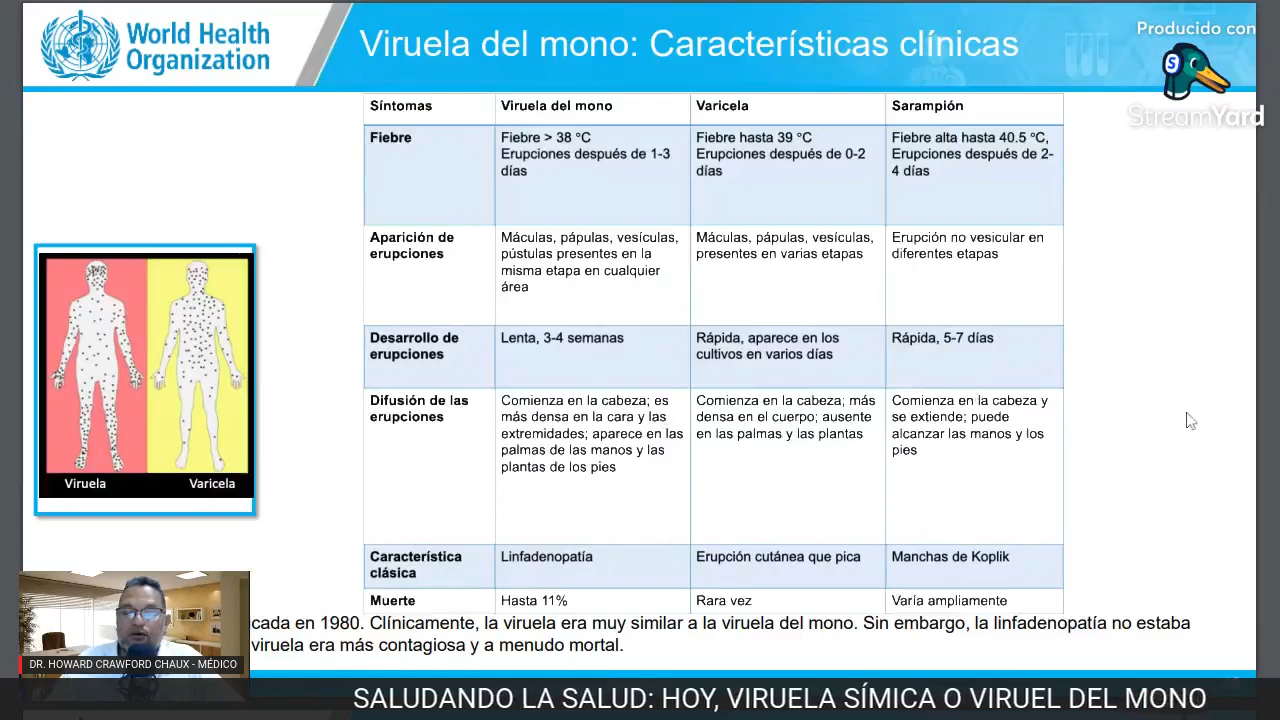 World Health
Organization
Viruela del mono: Características clínicas
Producido con
S
StreamYard
Síntomas
Viruela del mono
Varicela
Sarampión
Fiebre
Fiebre > 38 °C
Erupciones después de 1-3
días
Fiebre hasta 39 °C
Erupciones después de 0-2
días
Fiebre alta hasta 40.5 °C,
Erupciones después de 2-
4 días
Aparición de
erupciones
Máculas, pápulas, vesículas,
pústulas presentes en la
misma etapa en cualquier
área
Máculas, pápulas, vesículas,
presentes en varias etapas
Erupción no vesicular en
diferentes etapas
Desarrollo de
erupciones
Lenta, 3-4 semanas
Rápida, aparece en los
cultivos en varios días
Rápida, 5-7 días
Difusión de las
erupciones
Comienza en la cabeza; es
más densa en la cara y las
extremidades; aparece en las
palmas de las manos y las
plantas de los pies
Comienza en la cabeza; más
densa en el cuerpo; ausente
en las palmas y las plantas
Comienza en la cabeza y
se extiende; puede
alcanzar las manos y los
pies
Característica
clásica
Linfadenopatía
Erupción cutánea que pica
Manchas de Koplik
Muerte
Hasta 11%
Rara vez
Varía ampliamente
Viruela
Varicela
cada en 1980. Clínicamente, la viruela era muy similar a la viruela del mono. Sin embargo, la linfadenopatía no estaba
viruela era más contagiosa y a menudo mortal.
DR. HOWARD CRAWFORD CHAUX - MÉDICO
SALUDANDO LA SALUD: HOY, VIRUELA SÍMICA O VIRUEL DEL MONO